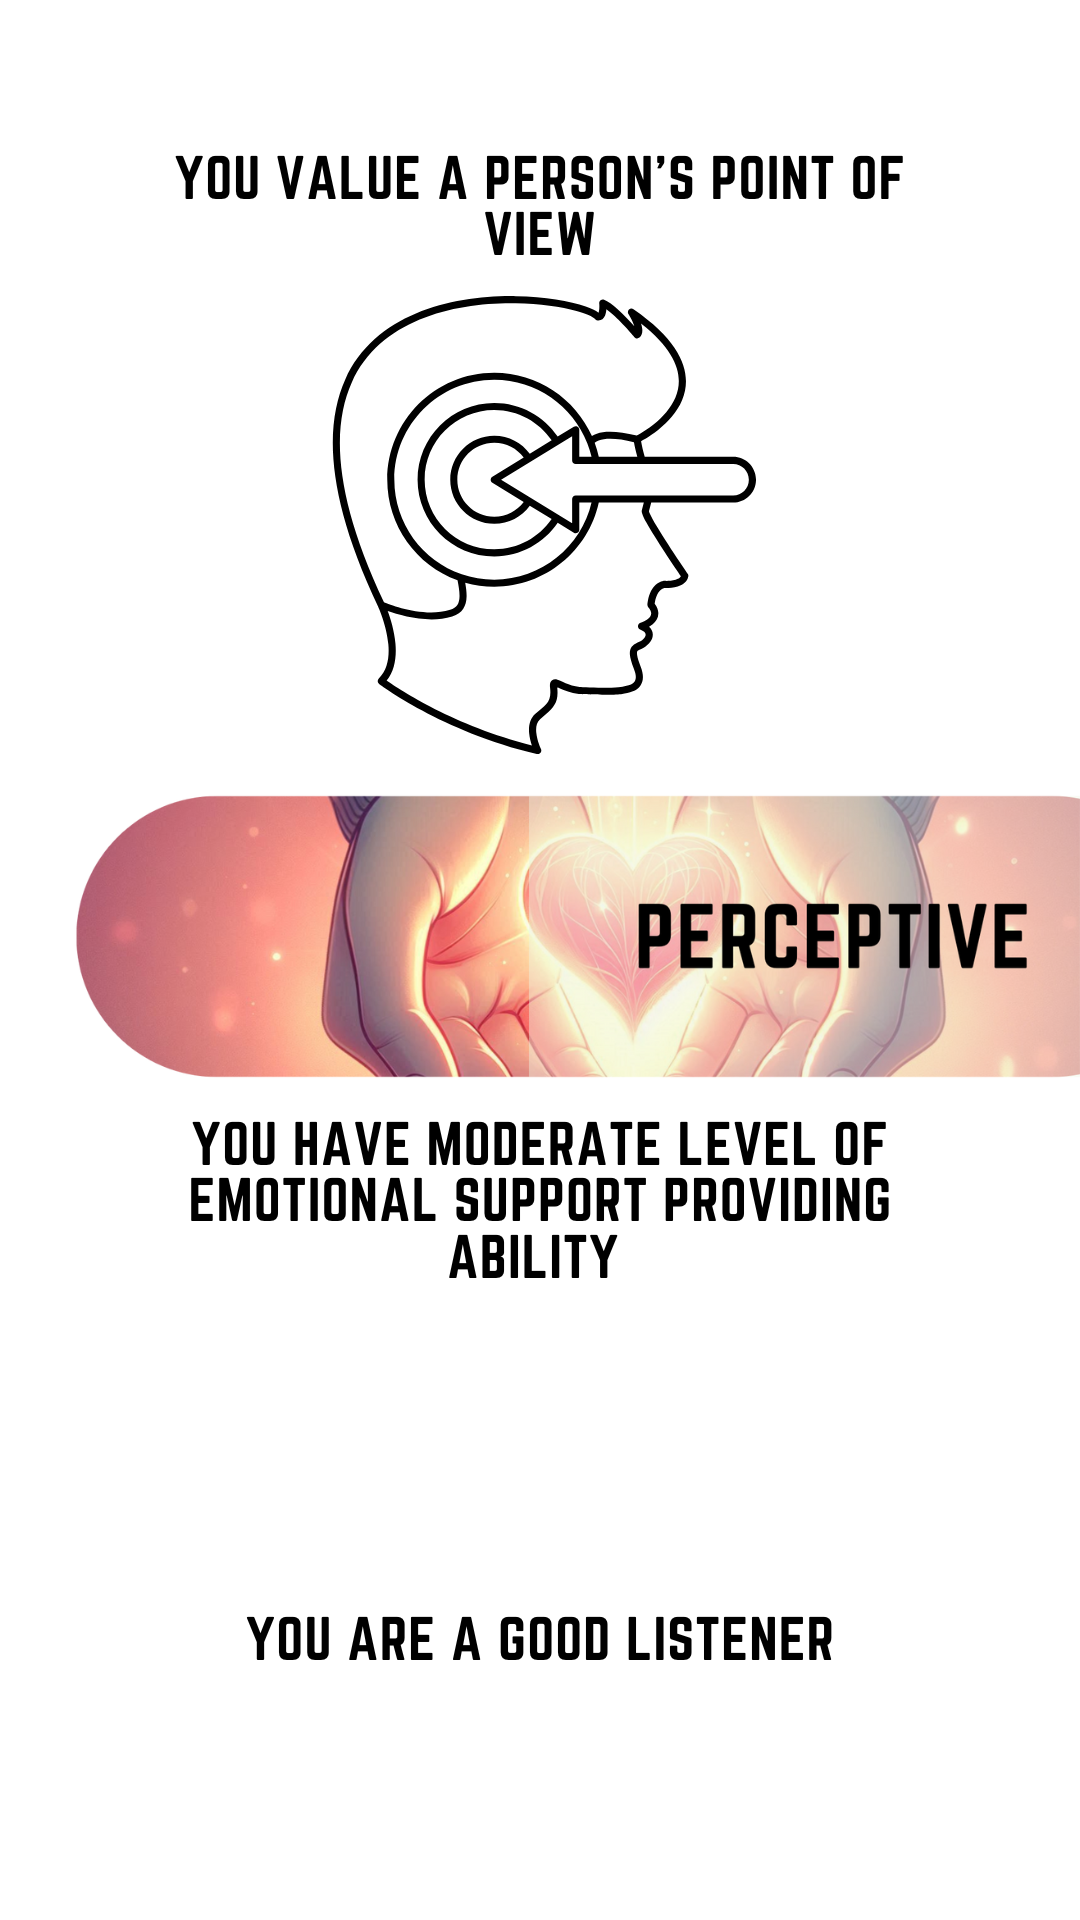 YOU VALUE A PERSON'S POINT OF
VIEW
PERCEPTIVE
YOU HAVE MODERATE LEVEL OF
EMOTIONAL SUPPORT PROVIDING
ABILITY
YOU ARE A GOOD LISTENER